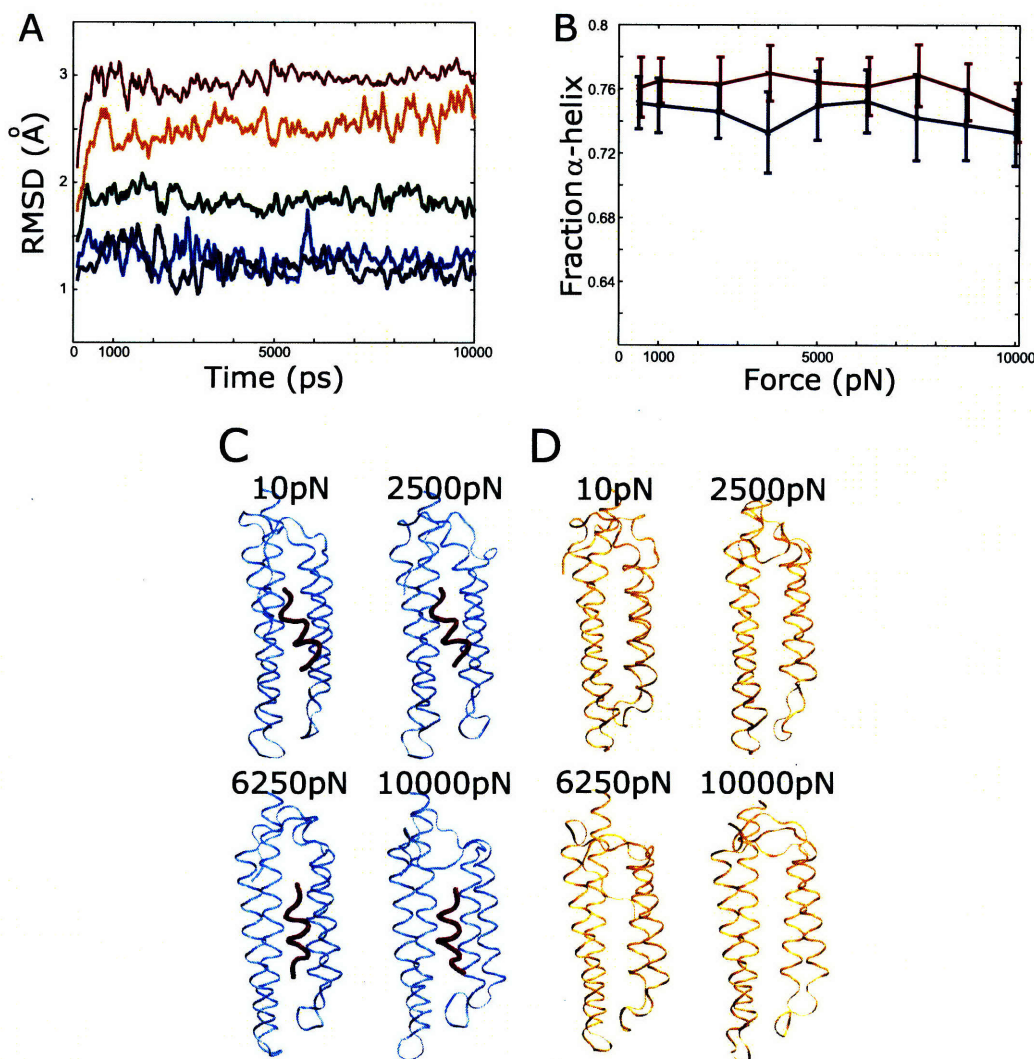 A
RMSD (Å)
3
2
1
0 1000 5000 10000
Time (ps)
B
Fraction α-helix
0.8
0.76
0.72
0.68
0.64
0 1000 5000 10000
Force (pN)
C
10pN 2500pN
6250pN 10000pN
D
10pN 2500pN
6250pN 10000pN